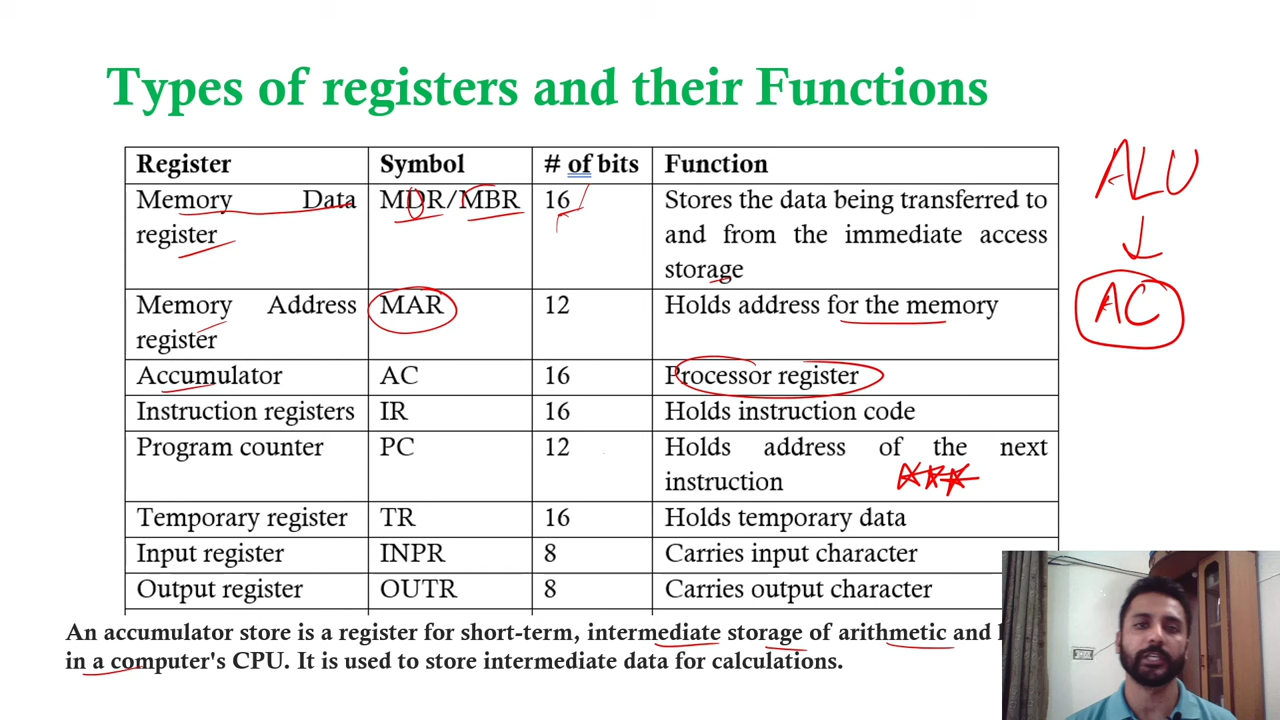 Types of registers and their Functions
Register Symbol # of bits Function
Memory Data MDR/MBR 16 Stores the data being transferred to
register and from the immediate access
storage
Memory Address MAR 12 Holds address for the memory
register
Accumulator AC 16 Processor register
Instruction registers IR 16 Holds instruction code
Program counter PC 12 Holds address of the next
instruction
Temporary register TR 16 Holds temporary data
Input register INPR 8 Carries input character
Output register OUTR 8 Carries output character
An accumulator store is a register for short-term, intermediate storage of arithmetic and
in a computer's CPU. It is used to store intermediate data for calculations.
ALU
AC